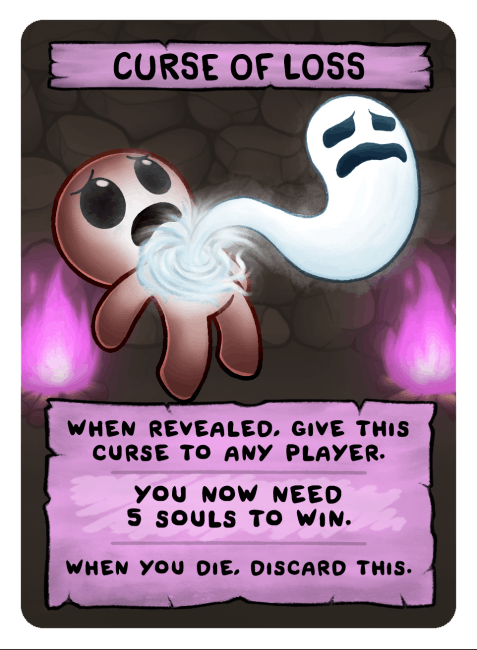 CURSE OF LOSS
WHEN REVEALED, GIVE THIS
CURSE TO ANY PLAYER.
YOU NOW NEED
5 SOULS TO WIN.
WHEN YOU DIE, DISCARD THIS.